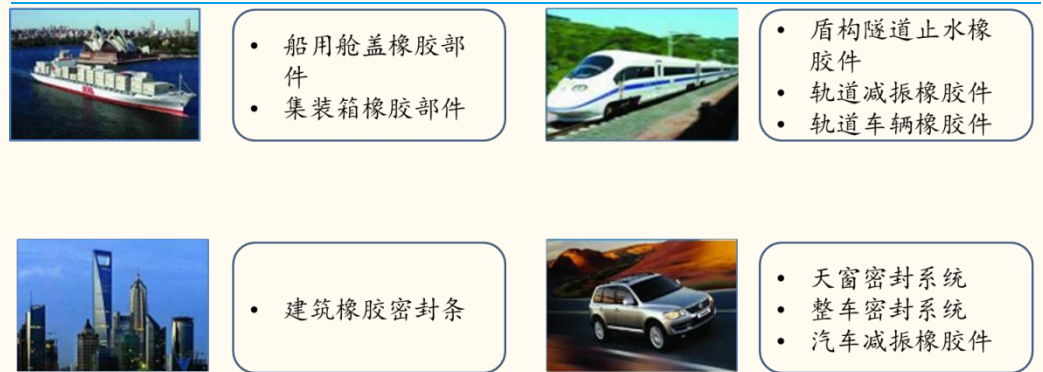 • 船用舱盖橡胶部
件
• 集装箱橡胶部件
• 盾构隧道止水橡
胶件
• 轨道减振橡胶件
• 轨道车辆橡胶件
• 建筑橡胶密封条
• 天窗密封系统
• 整车密封系统
• 汽车减振橡胶件